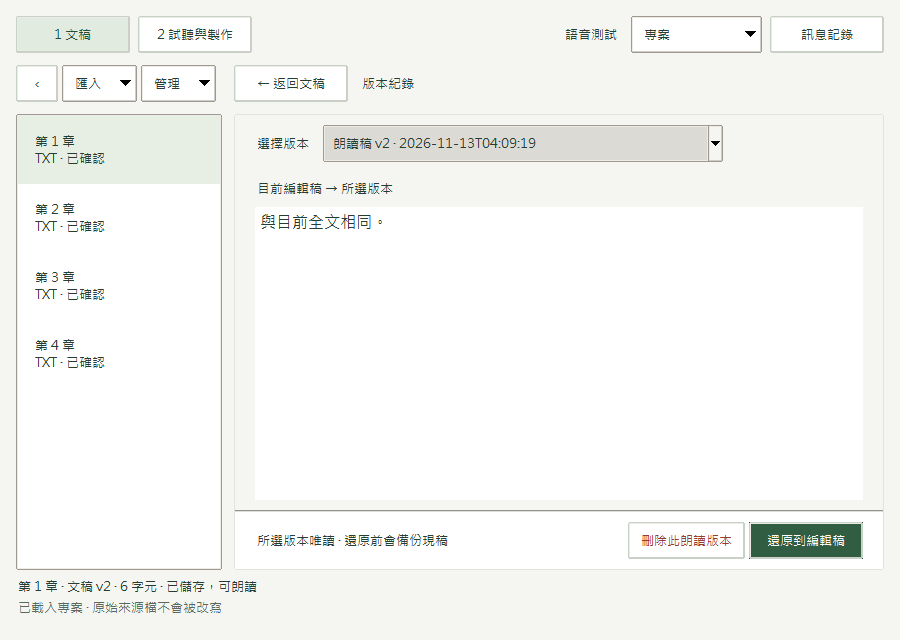 1 文稿
2 試聽與製作
語音測試
專案
訊息記錄
‹
匯入
管理
← 返回文稿
版本紀錄
第 1 章
TXT · 已確認
第 2 章
TXT · 已確認
第 3 章
TXT · 已確認
第 4 章
TXT · 已確認
選擇版本
朗讀稿 v2 · 2026-11-13T04:09:19
目前編輯稿 → 所選版本
與目前全文相同。
所選版本唯讀 · 還原前會備份現稿
刪除此朗讀版本
還原到編輯稿
第 1 章 · 文稿 v2 · 6 字元 · 已儲存，可朗讀
已載入專案 · 原始來源檔不會被改寫